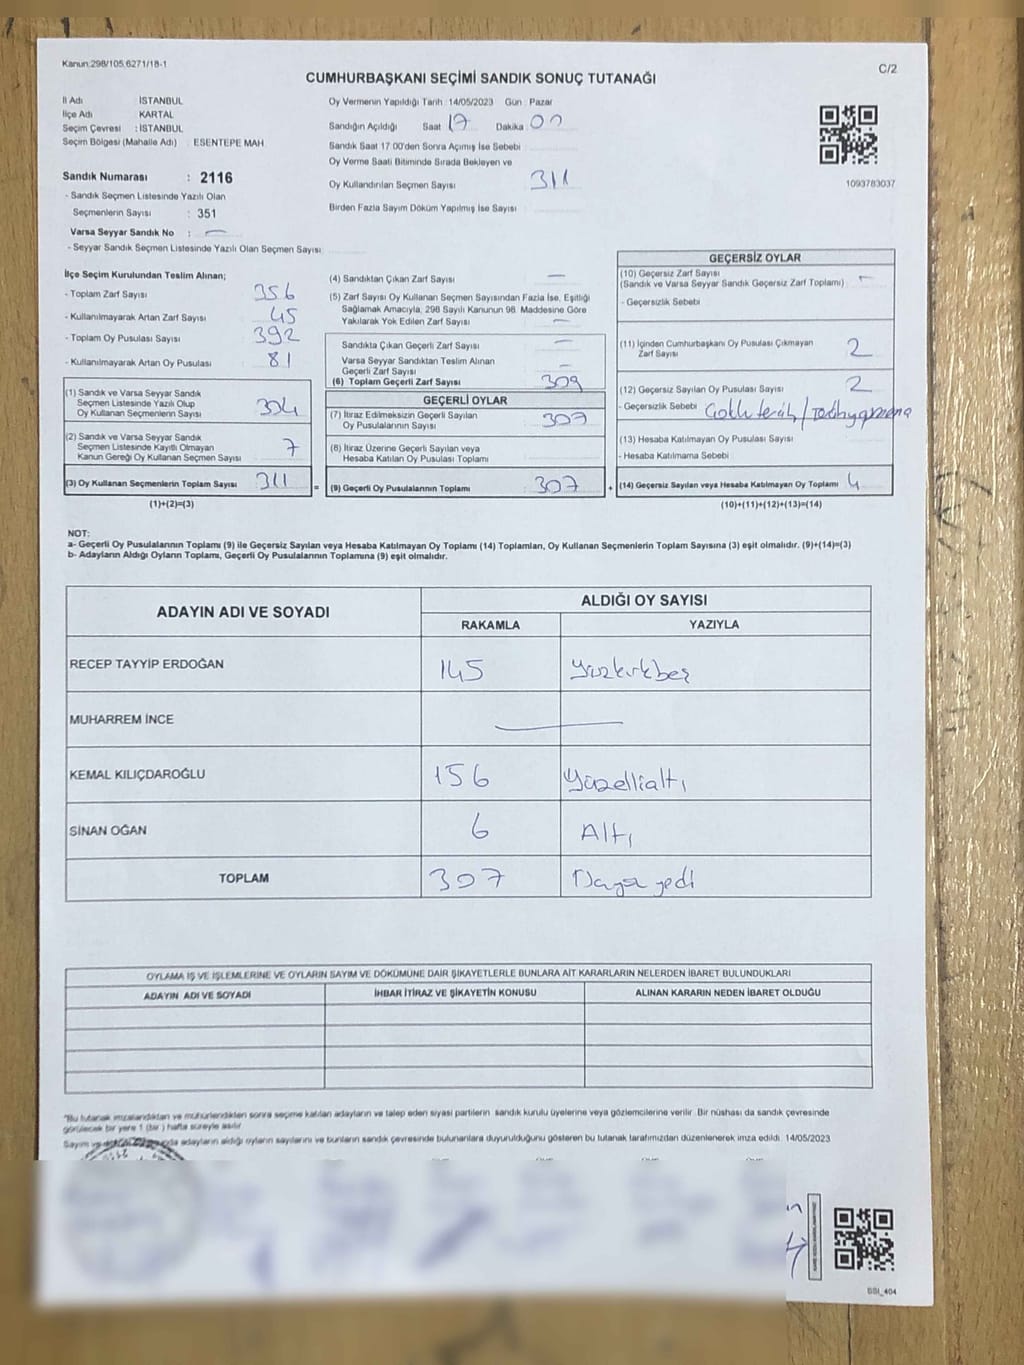 Kanun:298/105,6271/18-1
C/2
CUMHURBAŞKANI SEÇİMİ SANDIK SONUÇ TUTANAĞI
İl Adı İSTANBUL
İlçe Adı KARTAL
Seçim Çevresi : İSTANBUL
Seçim Bölgesi (Mahalle Adı) ESENTEPE MAH
Sandık Numarası : 2116
- Sandık Seçmen Listesinde Yazılı Olan
Seçmenlerin Sayısı : 351
Varsa Seyyar Sandık No : —
- Seyyar Sandık Seçmen Listesinde Yazılı Olan Seçmen Sayısı
Oy Vermenin Yapıldığı Tarih 14/05/2023 Gün : Pazar
Sandığın Açıldığı Saat 17 Dakika 00
Sandık Saat 17:00'den Sonra Açımış İse Sebebi
Oy Verme Saati Bitiminde Sırada Bekleyen ve
Oy Kullandırılan Seçmen Sayısı 311
Birden Fazla Sayım Döküm Yapılmış İse Sayısı
1093783037
İlçe Seçim Kurulundan Teslim Alınan;
- Toplam Zarf Sayısı 356
- Kullanılmayarak Artan Zarf Sayısı 45
- Toplam Oy Pusulası Sayısı 392
- Kullanılmayarak Artan Oy Pusulası 81
(1) Sandık ve Varsa Seyyar Sandık
Seçmen Listesinde Yazılı Olup
Oy Kullanan Seçmenlerin Sayısı 304
(2) Sandık ve Varsa Seyyar Sandık
Seçmen Listesinde Kayıtlı Olmayan
Kanun Gereği Oy Kullanan Seçmen Sayısı 7
(3) Oy Kullanan Seçmenlerin Toplam Sayısı 311 =
(1)+(2)=(3)
(4) Sandıktan Çıkan Zarf Sayısı —
(5) Zarf Sayısı Oy Kullanan Seçmen Sayısından Fazla İse, Eşitliği
Sağlamak Amacıyla, 298 Sayılı Kanunun 98. Maddesine Göre
Yakılarak Yok Edilen Zarf Sayısı —
Sandıkta Çıkan Geçerli Zarf Sayısı —
Varsa Seyyar Sandıktan Teslim Alınan
Geçerli Zarf Sayısı —
(6) Toplam Geçerli Zarf Sayısı 309
GEÇERLİ OYLAR
(7) İtiraz Edilmeksizin Geçerli Sayılan
Oy Pusulalarının Sayısı 307
(8) İtiraz Üzerine Geçerli Sayılan veya
Hesaba Katılan Oy Pusulası Toplamı
(9) Geçerli Oy Pusulalarının Toplamı 307 +
GEÇERSİZ OYLAR
(10) Geçersiz Zarf Sayısı
(Sandık ve Varsa Seyyar Sandık Geçersiz Zarf Toplamı) —
- Geçersizlik Sebebi
(11) İçinden Cumhurbaşkanı Oy Pusulası Çıkmayan
Zarf Sayısı 2
(12) Geçersiz Sayılan Oy Pusulası Sayısı 2
- Geçersizlik Sebebi
(13) Hesaba Katılmayan Oy Pusulası Sayısı
- Hesaba Katılmama Sebebi
(14) Geçersiz Sayılan veya Hesaba Katılmayan Oy Toplamı 4
(10)+(11)+(12)+(13)=(14)
NOT:
a- Geçerli Oy Pusulalarının Toplamı (9) ile Geçersiz Sayılan veya Hesaba Katılmayan Oy Toplamı (14) Toplamları, Oy Kullanan Seçmenlerin Toplam Sayısına (3) eşit olmalıdır. (9)+(14)=(3)
b- Adayların Aldığı Oyların Toplamı, Geçerli Oy Pusulalarının Toplamına (9) eşit olmalıdır.
ADAYIN ADI VE SOYADI ALDIĞI OY SAYISI
RAKAMLA YAZIYLA
RECEP TAYYİP ERDOĞAN 145 Yüzkırkbeş
MUHARREM İNCE —
KEMAL KILIÇDAROĞLU 156 Yüzellialtı
SİNAN OĞAN 6 Altı
TOPLAM 307 yedi
OYLAMA İŞ VE İŞLEMLERİNE VE OYLARIN SAYIM VE DÖKÜMÜNE DAİR ŞİKAYETLERLE BUNLARA AİT KARARLARIN NELERDEN İBARET BULUNDUKLARI
ADAYIN ADI VE SOYADI İHBAR İTİRAZ VE ŞİKAYETİN KONUSU ALINAN KARARIN NEDEN İBARET OLDUĞU
"Bu tutanak imzalandıktan ve mühürlendikten sonra seçime katılan adayların ve talep eden siyasi partilerin sandık kurulu üyelerine veya gözlemcilerine verilir. Bir nüshası da sandık çevresinde
görülecek bir yere 1 (bir ) hafta süreyle asılır
Sayım adayların aldığı oyların sayılarını ve bunların sandık çevresinde bulunanlara duyurulduğunu gösteren bu tutanak tarafımızdan düzenlenerek imza edildi. 14/05/2023
SSI_404